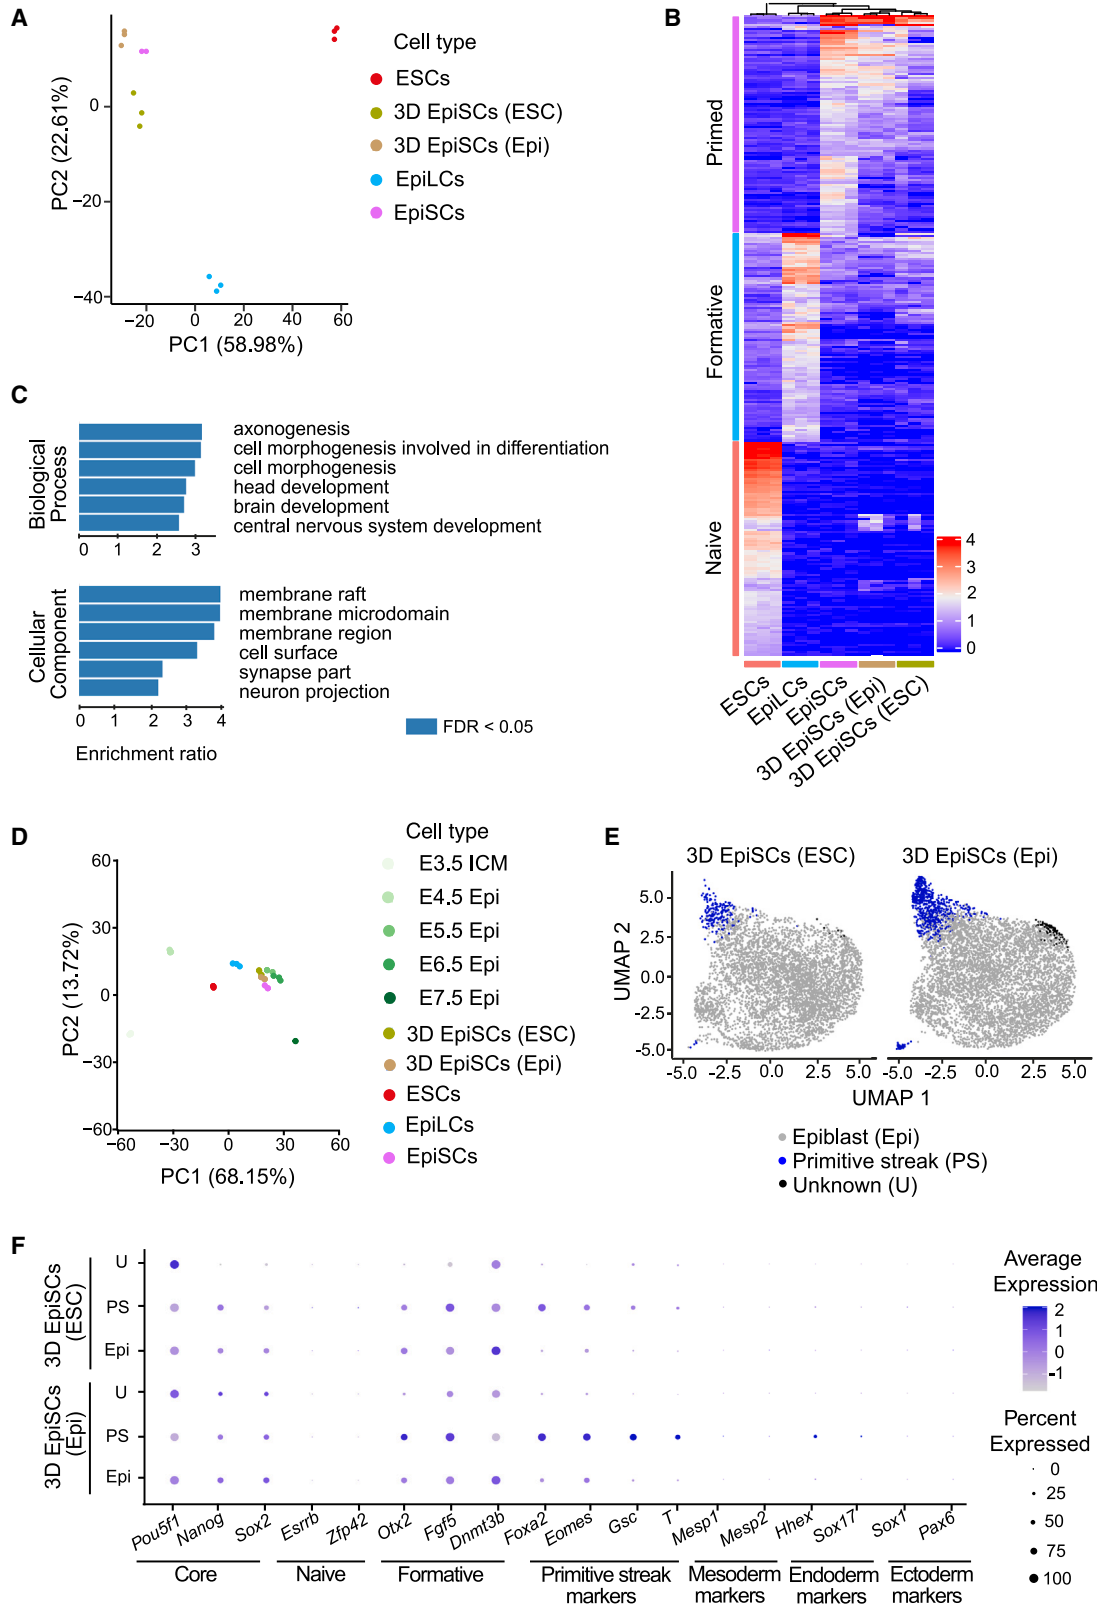 A
PC2 (22.61%)
0
−20
−40
−20
0
20
40
60
PC1 (58.98%)
Cell type
ESCs
3D EpiSCs (ESC)
3D EpiSCs (Epi)
EpiLCs
EpiSCs
B
Primed
Formative
Naive
4
3
2
1
0
ESCs
EpiLCs
EpiSCs
3D EpiSCs (Epi)
3D EpiSCs (ESC)
C
Biological
Process
axonogenesis
cell morphogenesis involved in differentiation
cell morphogenesis
head development
brain development
central nervous system development
0 1 2 3
Cellular
Component
membrane raft
membrane microdomain
membrane region
cell surface
synapse part
neuron projection
0 1 2 3 4
Enrichment ratio
FDR < 0.05
D
PC2 (13.72%)
60
30
0
−30
−60
−60 −30 0 30 60
PC1 (68.15%)
Cell type
E3.5 ICM
E4.5 Epi
E5.5 Epi
E6.5 Epi
E7.5 Epi
3D EpiSCs (ESC)
3D EpiSCs (Epi)
ESCs
EpiLCs
EpiSCs
E
3D EpiSCs (ESC)
3D EpiSCs (Epi)
UMAP 2
5.0
2.5
0.0
-2.5
-5.0
-5.0 -2.5 0.0 2.5 5.0
-5.0 -2.5 0.0 2.5 5.0
UMAP 1
Epiblast (Epi)
Primitive streak (PS)
Unknown (U)
F
3D EpiSCs
(ESC)
U
PS
Epi
3D EpiSCs
(Epi)
U
PS
Epi
Pou5f1
Nanog
Sox2
Esrrb
Zfp42
Otx2
Fgf5
Dnmt3b
Foxa2
Eomes
Gsc
T
Mesp1
Mesp2
Hhex
Sox17
Sox1
Pax6
Core
Naive
Formative
Primitive streak
markers
Mesoderm
markers
Endoderm
markers
Ectoderm
markers
Average
Expression
2
1
0
-1
Percent
Expressed
0
25
50
75
100